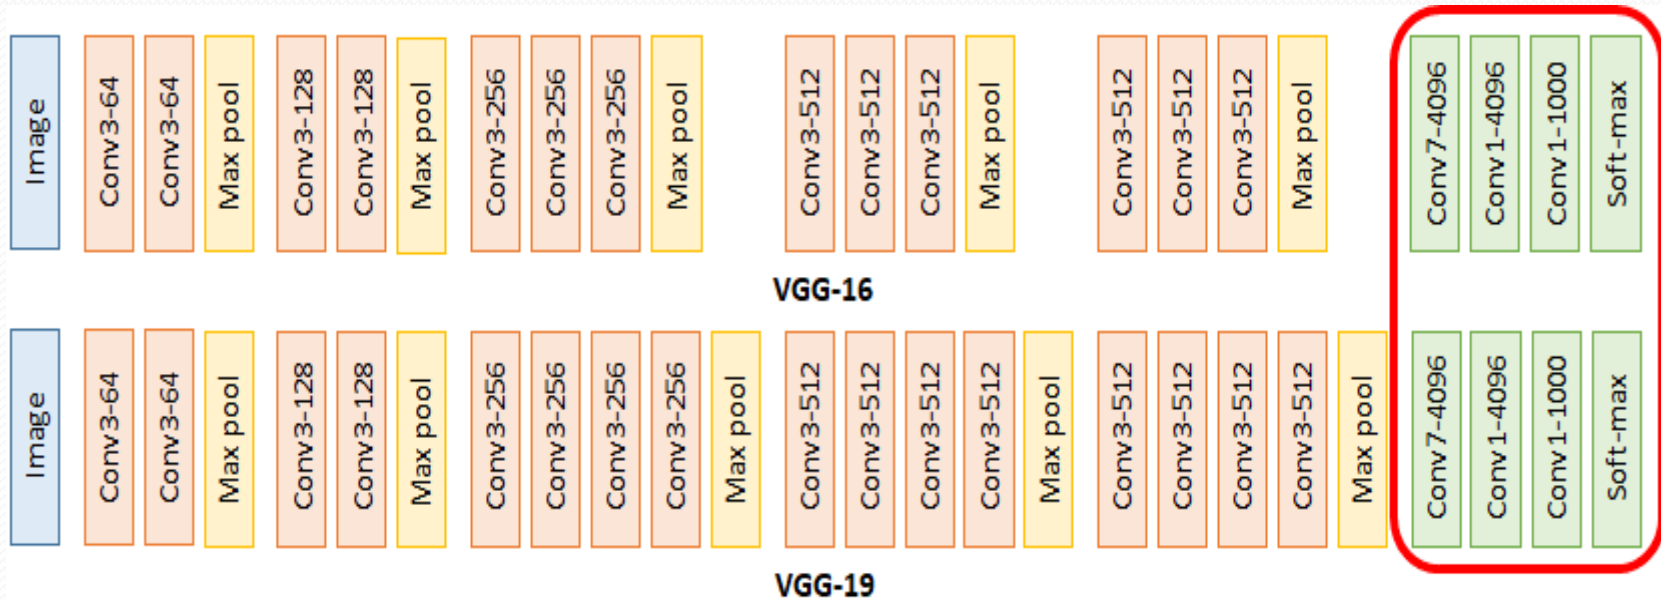 Image
Conv3-64
Conv3-64
Max pool
Conv3-128
Conv3-128
Max pool
Conv3-256
Conv3-256
Conv3-256
Max pool
Conv3-512
Conv3-512
Conv3-512
Max pool
Conv3-512
Conv3-512
Conv3-512
Max pool
Conv7-4096
Conv1-4096
Conv1-1000
Soft-max
VGG-16
Image
Conv3-64
Conv3-64
Max pool
Conv3-128
Conv3-128
Max pool
Conv3-256
Conv3-256
Conv3-256
Conv3-256
Max pool
Conv3-512
Conv3-512
Conv3-512
Conv3-512
Max pool
Conv3-512
Conv3-512
Conv3-512
Conv3-512
Max pool
Conv7-4096
Conv1-4096
Conv1-1000
Soft-max
VGG-19